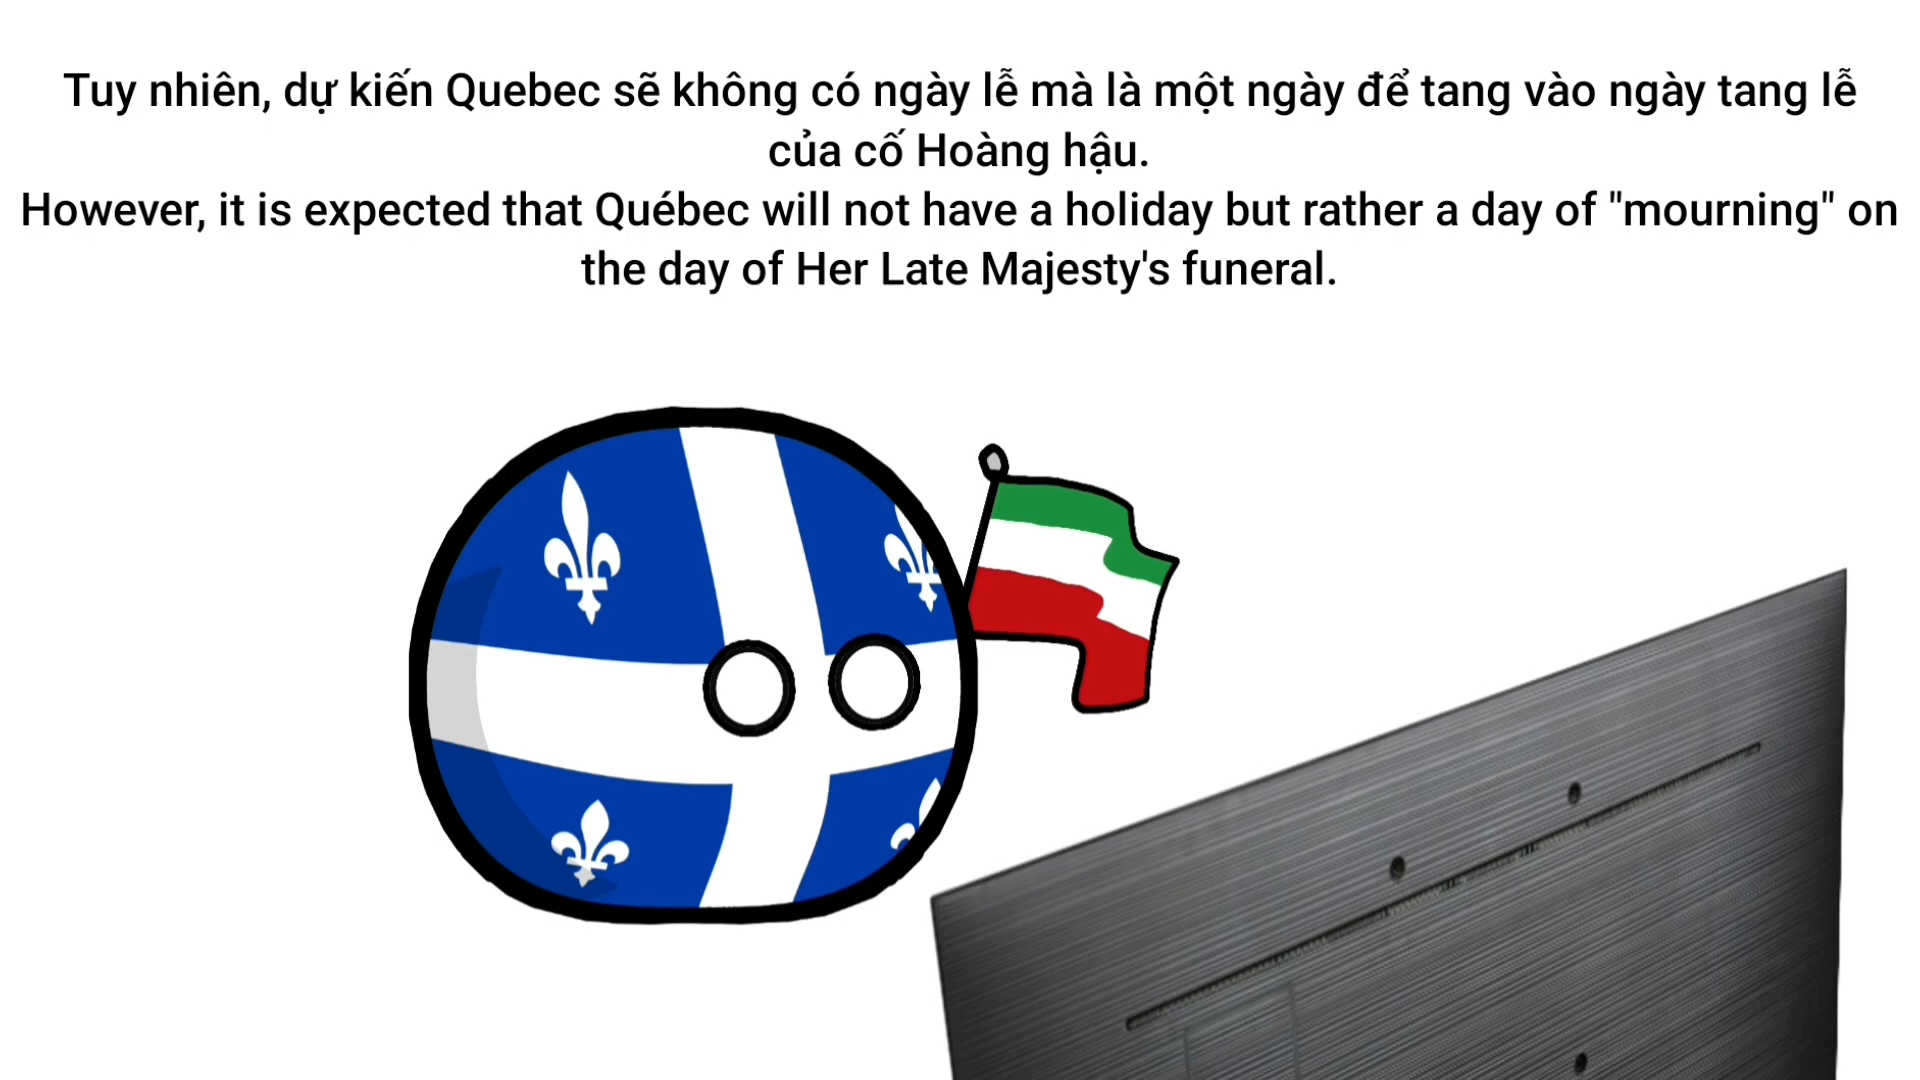 Tuy nhiên, dự kiến Quebec sẽ không có ngày lễ mà là một ngày để tang vào ngày tang lễ
của cố Hoàng hậu.
However, it is expected that Québec will not have a holiday but rather a day of "mourning" on
the day of Her Late Majesty's funeral.